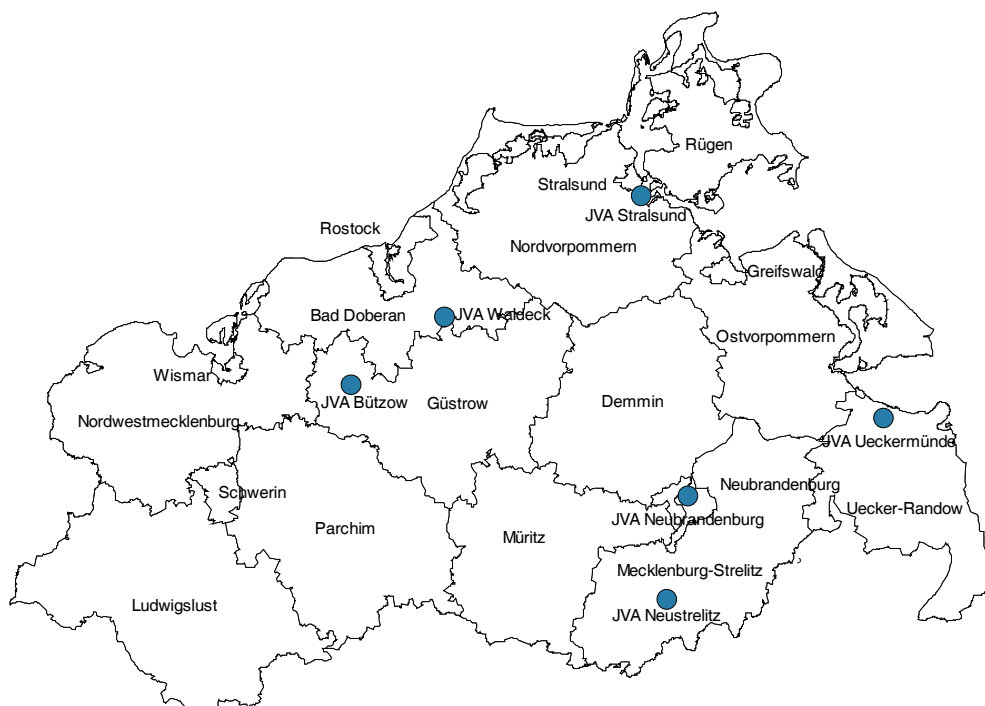 Rügen
Stralsund
JVA Stralsund
Rostock
Nordvorpommern
Greifswald
Bad Doberan
JVA Waldeck
Ostvorpommern
Wismar
JVA Bützow
Güstrow
Demmin
Nordwestmecklenburg
JVA Ueckermünde
Schwerin
Neubrandenburg
Parchim
JVA Neubrandenburg
Uecker-Randow
Müritz
Mecklenburg-Strelitz
Ludwigslust
JVA Neustrelitz